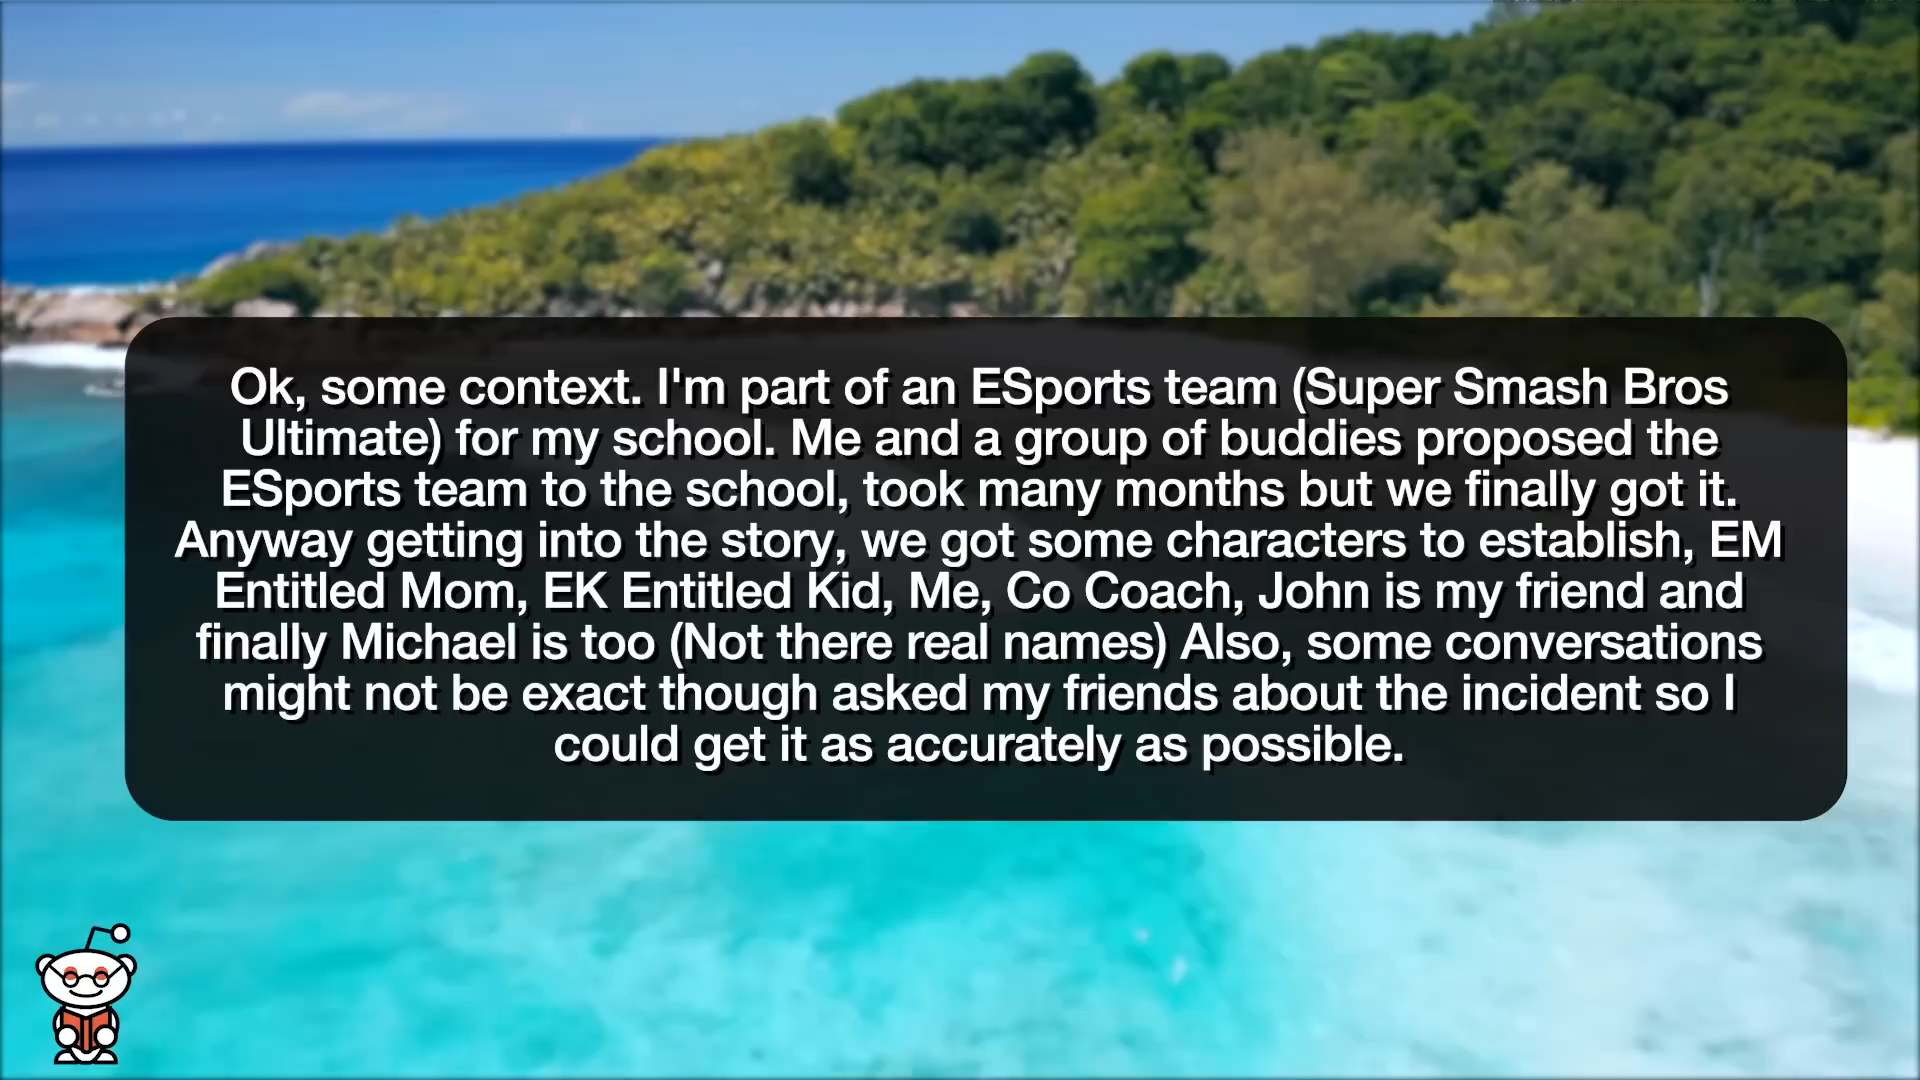 Ok, some context. I'm part of an ESports team (Super Smash Bros
Ultimate) for my school. Me and a group of buddies proposed the
ESports team to the school, took many months but we finally got it.
Anyway getting into the story, we got some characters to establish, EM
Entitled Mom, EK Entitled Kid, Me, Co Coach, John is my friend and
finally Michael is too (Not there real names) Also, some conversations
might not be exact though asked my friends about the incident so I
could get it as accurately as possible.